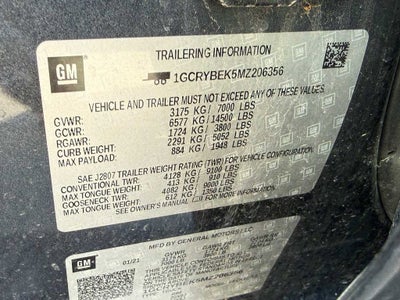 GM
TRAILERING INFORMATION
1GCRYBEK5MZ206356
VEHICLE AND TRAILER MUST NOT EXCEED ANY OF THESE VALUES
GVWR: 3175 KG/ 7000 LBS
GCWR: 6577 KG/ 14500 LBS
RGAWR: 1724 KG/ 3800 LBS
CURB WEIGHT: 2291 KG/ 5052 LBS
MAX PAYLOAD: 884 KG/ 1948 LBS
SAE J2807 TRAILER WEIGHT RATING (TWR) FOR VEHICLE CONFIGURATION.
CONVENTIONAL TWR: 4128 KG/ 9100 LBS
MAX TONGUE WEIGHT: 413 KG/ 910 LBS
GOOSENECK TWR: 4082 KG/ 9000 LBS
MAX TONGUE WEIGHT: 612 KG/ 1350 LBS
SEE OWNER'S MANUAL FOR
GM
MFD BY GENERAL MOTORS LLC
01/21
GVWR